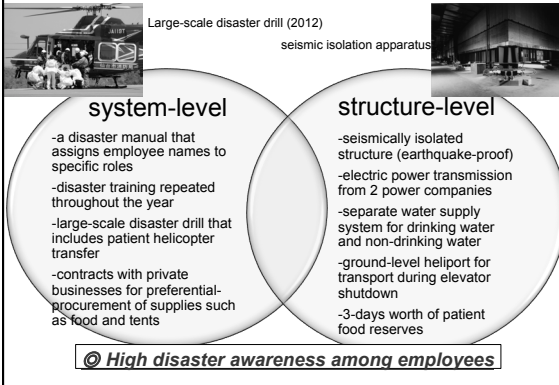 Large-scale disaster drill (2012)
seismic isolation apparatus
system-level
-a disaster manual that
assigns employee names to
specific roles
-disaster training repeated
throughout the year
-large-scale disaster drill that
includes patient helicopter
transfer
-contracts with private
businesses for preferential-
procurement of supplies such
as food and tents
structure-level
-seismically isolated
structure (earthquake-proof)
-electric power transmission
from 2 power companies
-separate water supply
system for drinking water
and non-drinking water
-ground-level heliport for
transport during elevator
shutdown
-3-days worth of patient
food reserves
◎ High disaster awareness among employees